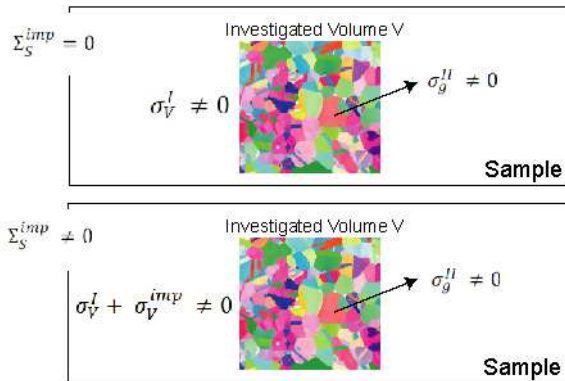 Investigated Volume V
Σ_S^{imp} = 0
σ_V^I ≠ 0
σ_g^{II} ≠ 0
Sample
Investigated Volume V
Σ_S^{imp} ≠ 0
σ_V^I + σ_V^{imp} ≠ 0
σ_g^{II} ≠ 0
Sample